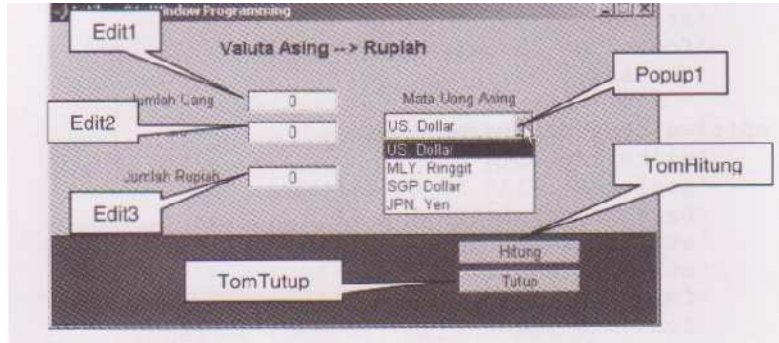 Window Programming
Edit1
Valuta Asing --> Rupiah
Popup1
Jumlah Uang
0
Mata Uang Asing
Edit2
0
US. Dollar
US. Dollar
MLY. Ringgit
SGP Dollar
JPN. Yen
Jumlah Rupiah
0
TomHitung
Edit3
Hitung
TomTutup
Tutup